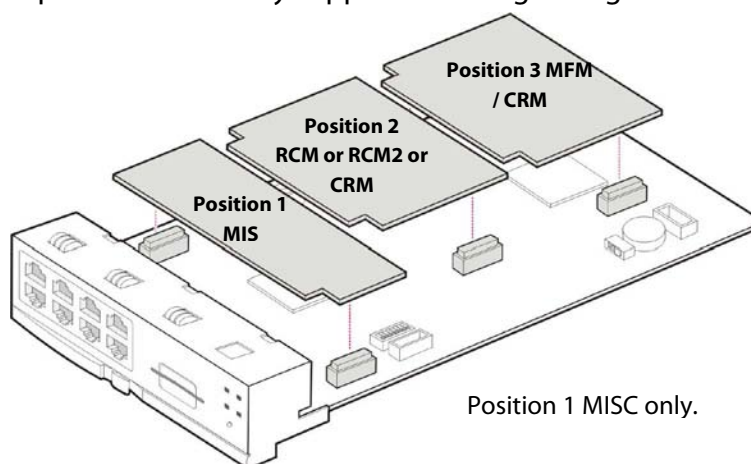 Position 3 MFM
/ CRM
Position 2
RCM or RCM2 or
CRM
Position 1
MIS
Position 1 MISC only.